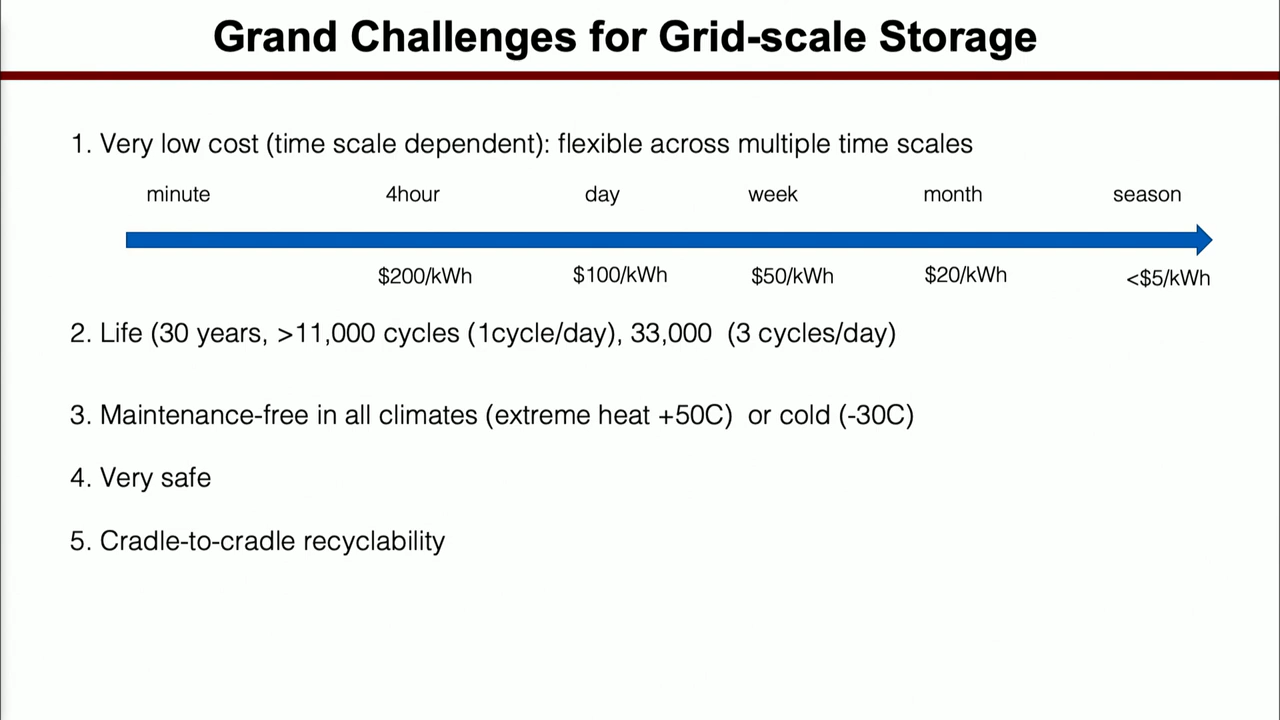 Grand Challenges for Grid-scale Storage
1. Very low cost (time scale dependent): flexible across multiple time scales
minute 4hour day week month season
$200/kWh $100/kWh $50/kWh $20/kWh <$5/kWh
2. Life (30 years, >11,000 cycles (1cycle/day), 33,000 (3 cycles/day)
3. Maintenance-free in all climates (extreme heat +50C) or cold (-30C)
4. Very safe
5. Cradle-to-cradle recyclability